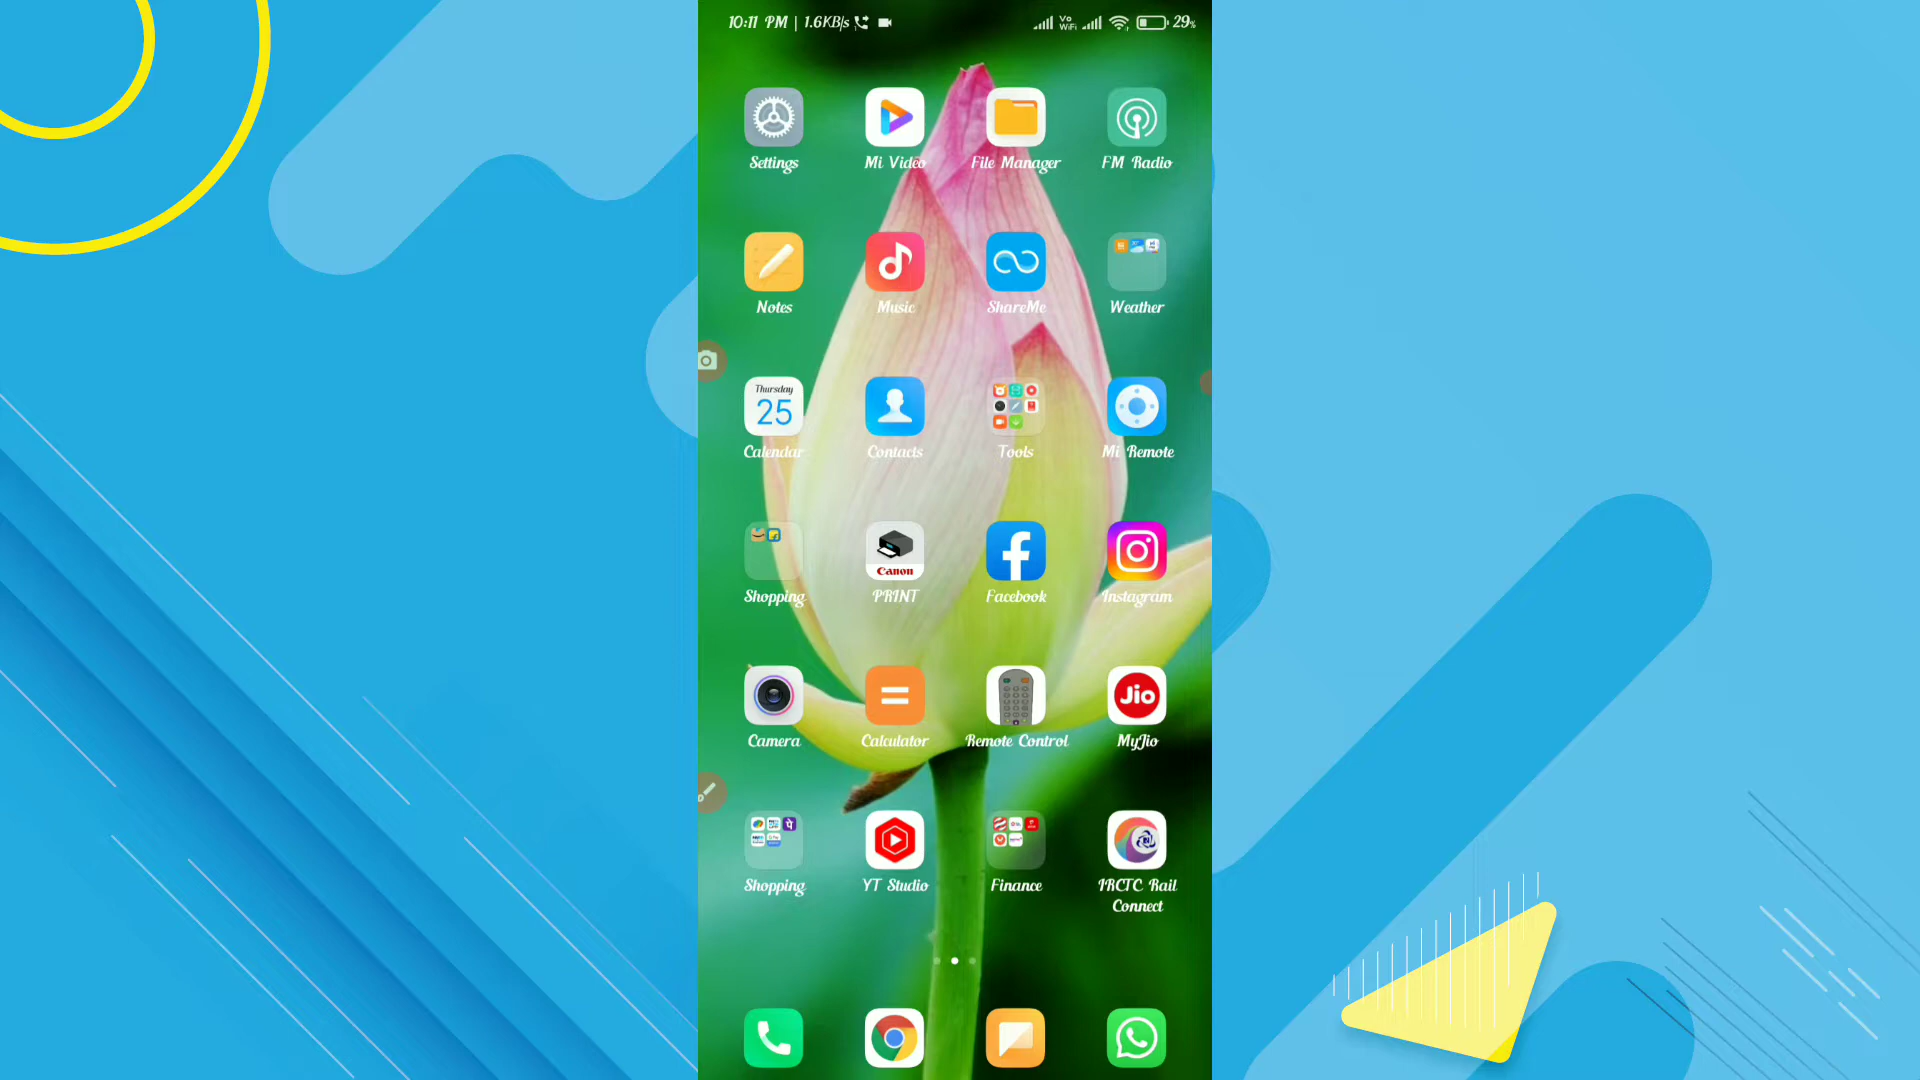 10:11 PM | 1.6KB/s Vo WiFi 29%
Settings Mi Video File Manager FM Radio
Notes Music ShareMe Weather
Thursday
25
Calendar Contacts Tools Mi Remote
Canon
Shopping PRINT Facebook Instagram
Jio
Camera Calculator Remote Control MyJio
Shopping YT Studio Finance IRCTC Rail
Connect